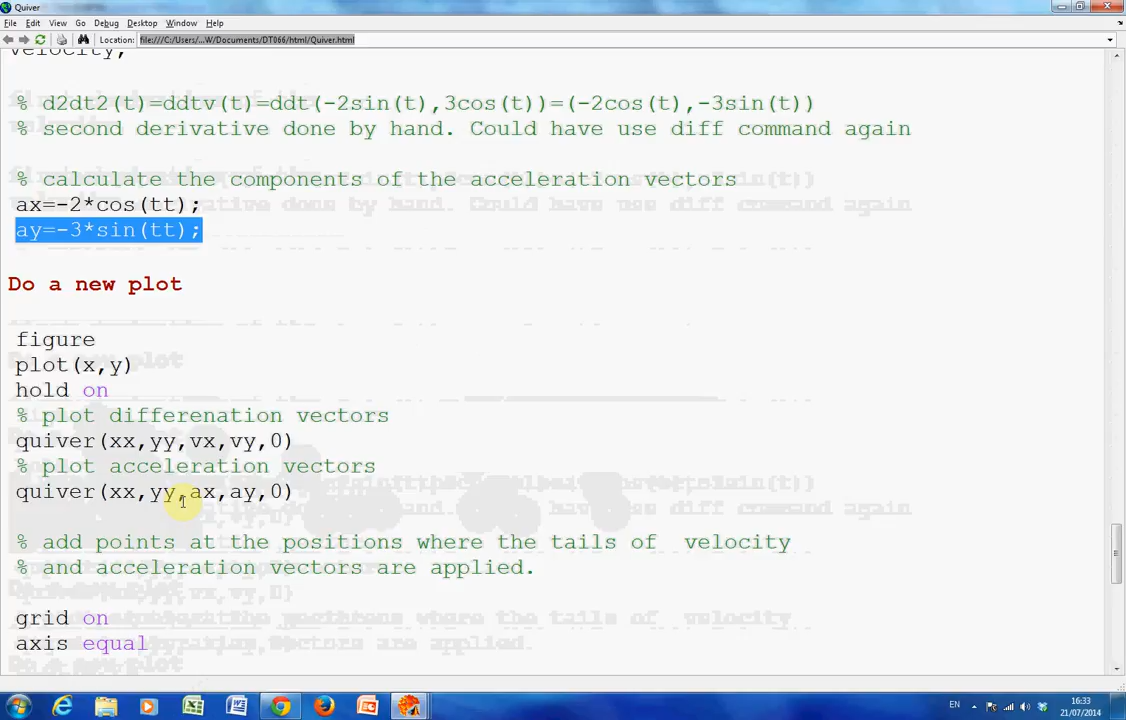 Quiver
File Edit View Go Debug Desktop Window Help
Location: file:///C:/Users/...W/Documents/DT066/html/Quiver.html
velocity,
% d2dt2(t)=ddtv(t)=ddt(-2sin(t),3cos(t))=(-2cos(t),-3sin(t))
% second derivative done by hand. Could have use diff command again
% calculate the components of the acceleration vectors
ax=-2*cos(tt);
ay=-3*sin(tt);
Do a new plot
figure
plot(x,y)
hold on
% plot differenation vectors
quiver(xx,yy,vx,vy,0)
% plot acceleration vectors
quiver(xx,yy,ax,ay,0)
% add points at the positions where the tails of  velocity
% and acceleration vectors are applied.
grid on
axis equal
EN
16:33
21/07/2014